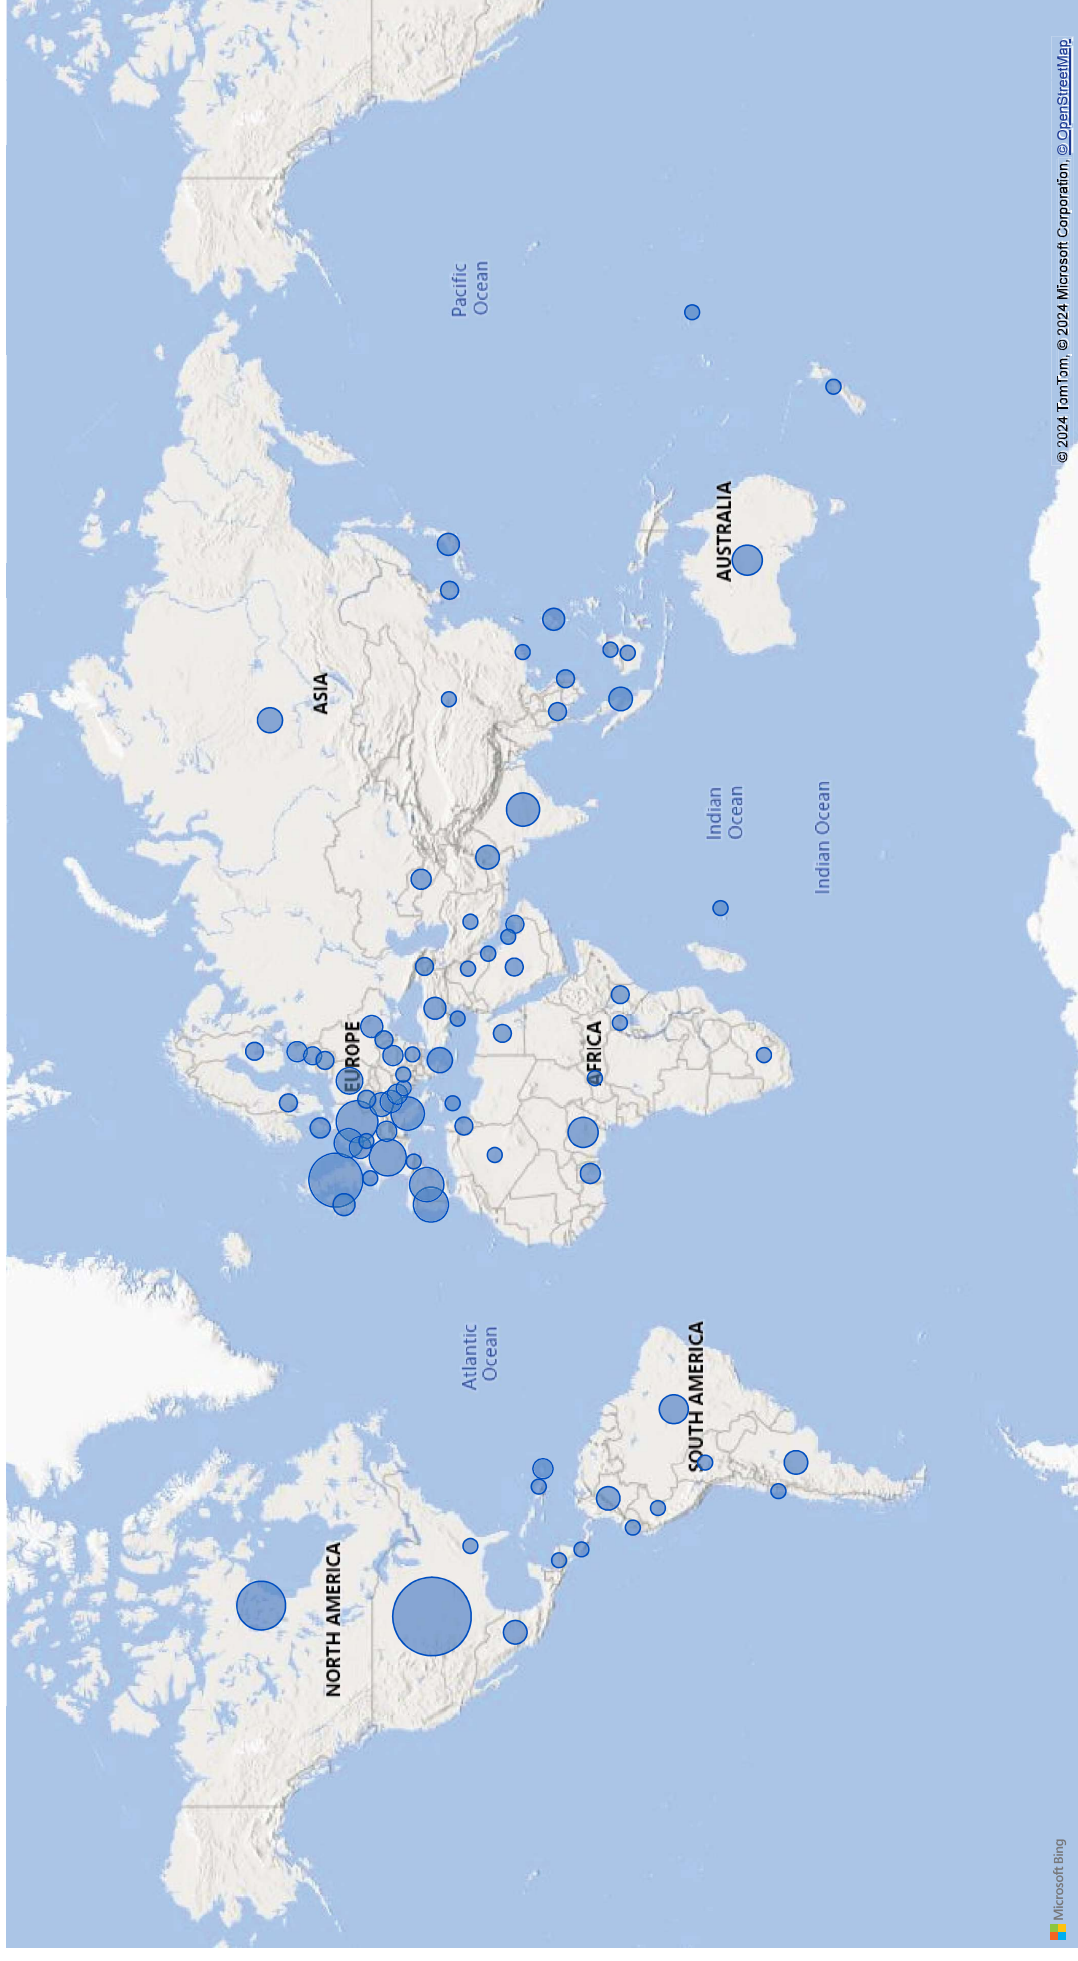 NORTH AMERICA
EUROPE
ASIA
Atlantic
Ocean
Pacific
Ocean
AFRICA
SOUTH AMERICA
Indian
Ocean
AUSTRALIA
Indian Ocean
Microsoft Bing
© 2024 TomTom, © 2024 Microsoft Corporation, © OpenStreetMap